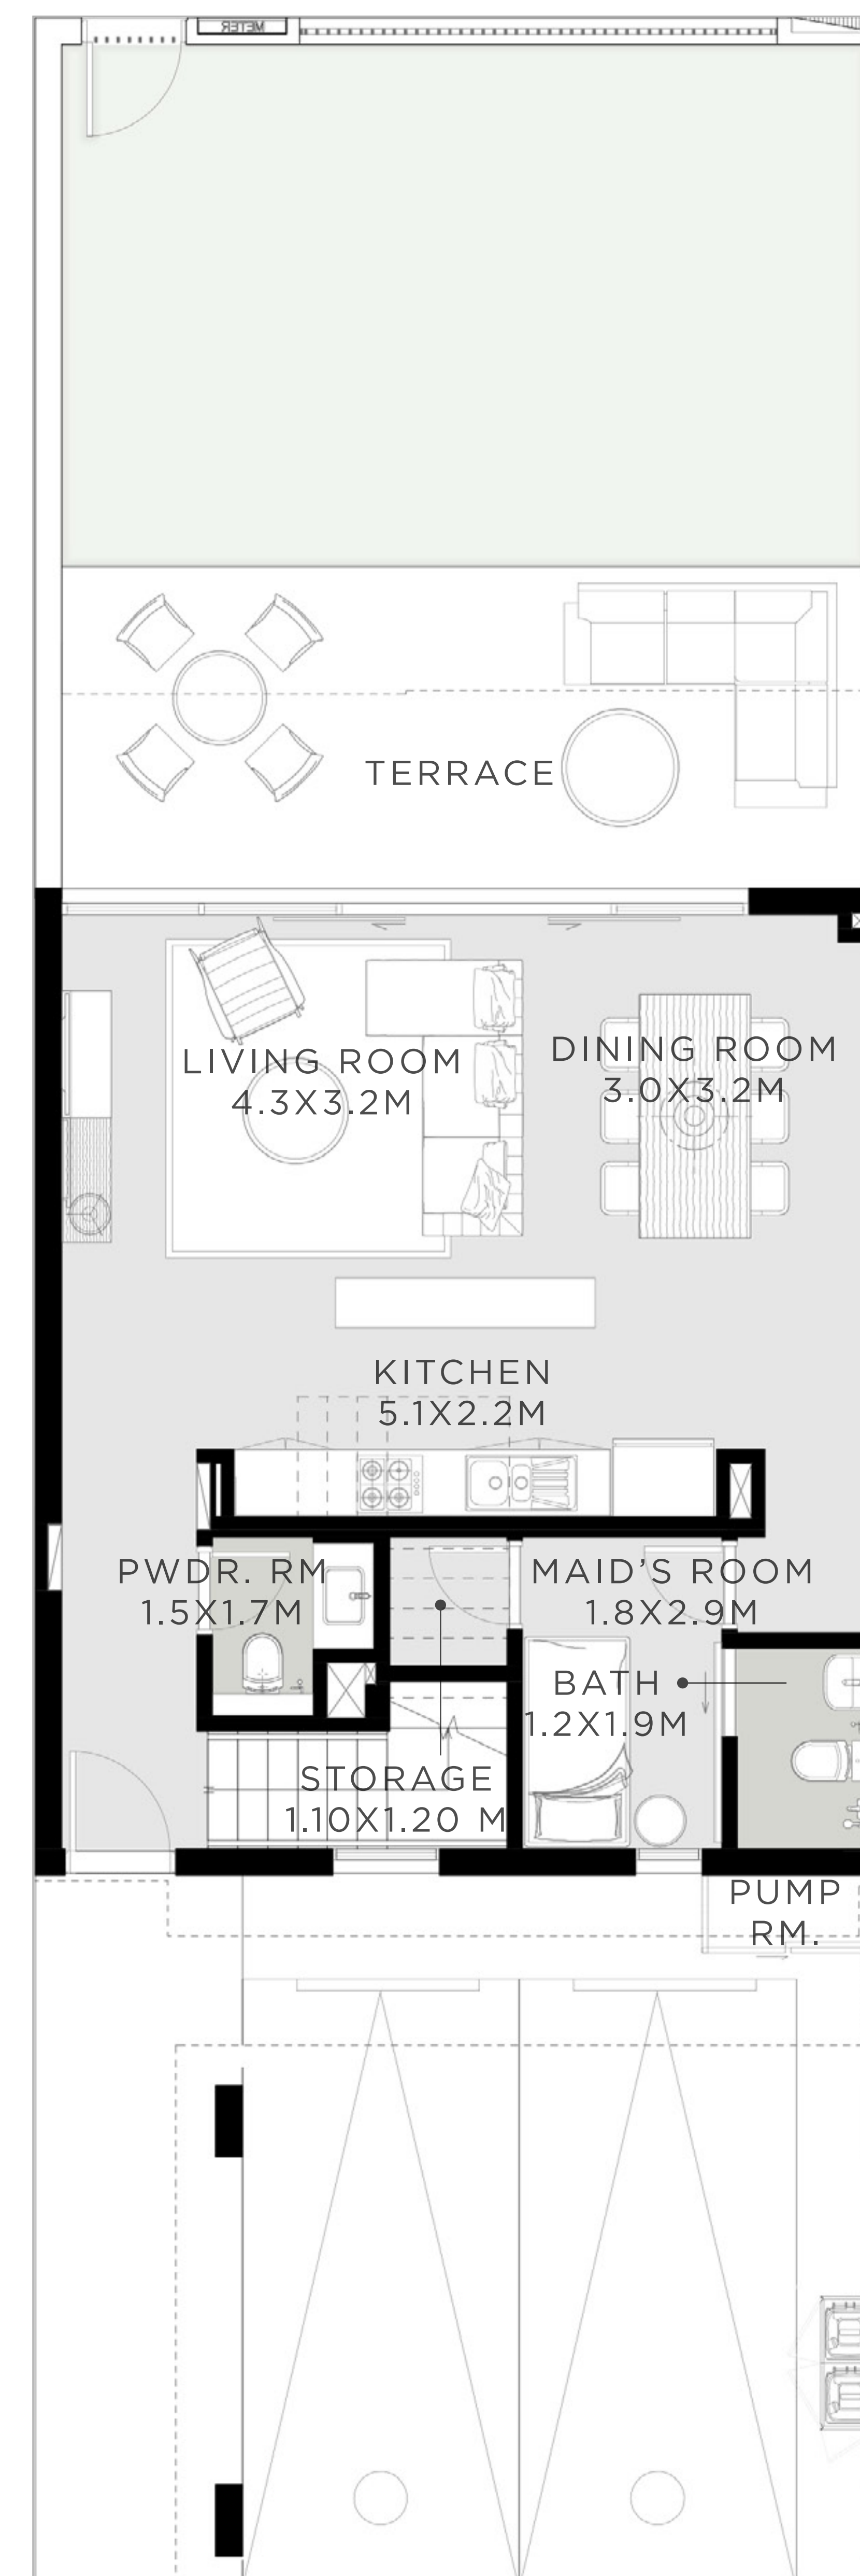 METER
TERRACE
LIVING ROOM
4.3X3.2M
DINING ROOM
3.0X3.2M
KITCHEN
5.1X2.2M
PWDR. RM
1.5X1.7M
MAID’S ROOM
1.8X2.9M
BATH
1.2X1.9M
STORAGE
1.10X1.20 M
PUMP
RM.